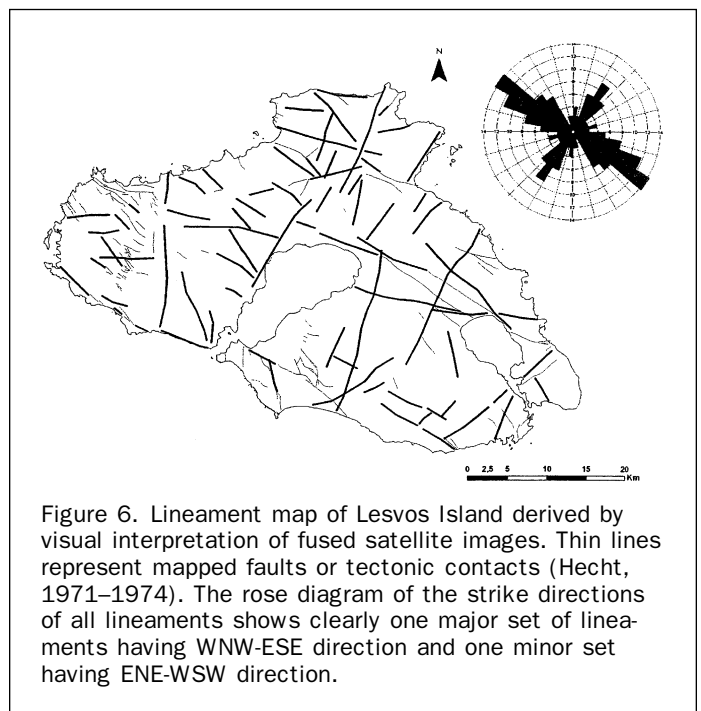 N
0 2,5 5 10 15 20
Km
Figure 6. Lineament map of Lesvos Island derived by
visual interpretation of fused satellite images. Thin lines
represent mapped faults or tectonic contacts (Hecht,
1971–1974). The rose diagram of the strike directions
of all lineaments shows clearly one major set of linea-
ments having WNW-ESE direction and one minor set
having ENE-WSW direction.